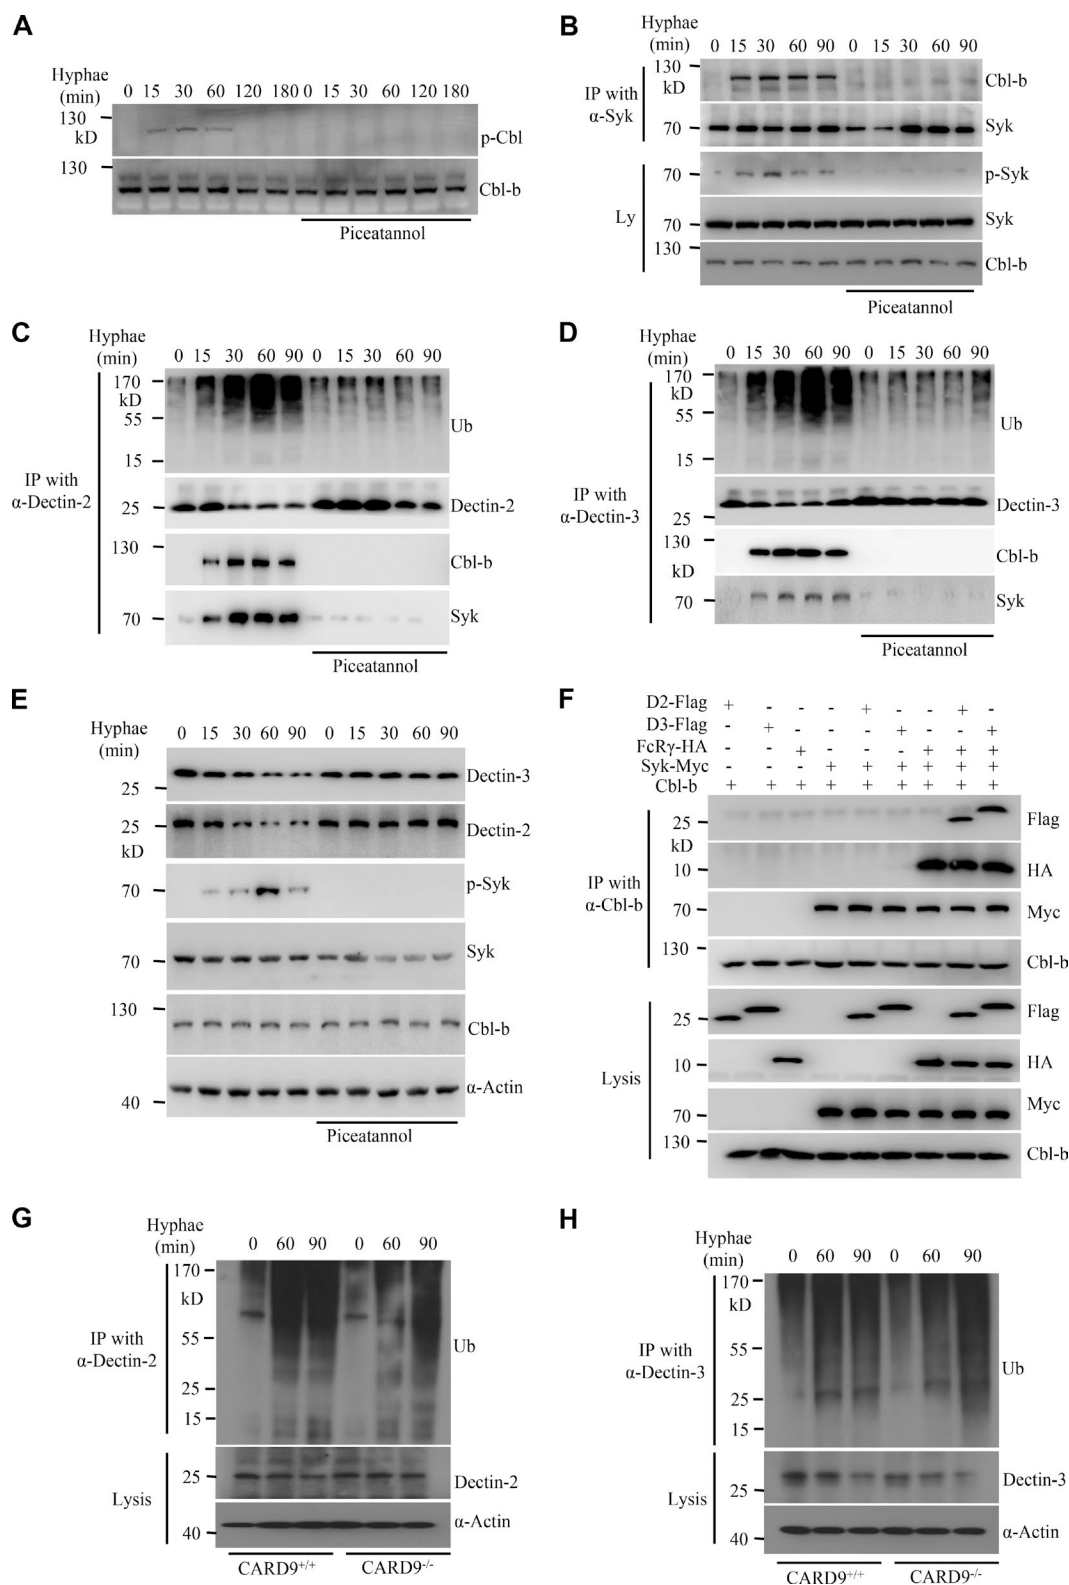 A
Hyphae
(min)
0 15 30 60 120 180 0 15 30 60 120 180
130
kD
p-Cbl
130
Cbl-b
Piceatannol
B
Hyphae
(min)
0 15 30 60 90 0 15 30 60 90
130
kD
Cbl-b
IP with
α-Syk
70
Syk
70
p-Syk
Ly
70
Syk
130
Cbl-b
Piceatannol
C
Hyphae
(min)
0 15 30 60 90 0 15 30 60 90
170
kD
55
Ub
15
IP with
α-Dectin-2
25
Dectin-2
130
Cbl-b
70
Syk
Piceatannol
D
Hyphae
(min)
0 15 30 60 90 0 15 30 60 90
170
kD
55
Ub
15
IP with
α-Dectin-3
Dectin-3
25
130
Cbl-b
kD
70
Syk
Piceatannol
E
Hyphae
(min)
0 15 30 60 90 0 15 30 60 90
Dectin-3
25
25
Dectin-2
kD
70
p-Syk
Syk
70
130
Cbl-b
α-Actin
40
Piceatannol
F
D2-Flag + - - - + - - + -
D3-Flag - + - - - + - - +
FcRγ-HA - - + - - - + + +
Syk-Myc - - - + + + + + +
Cbl-b + + + + + + + + +
25
Flag
kD
10
HA
IP with
α-Cbl-b
70
Myc
130
Cbl-b
25
Flag
10
HA
Lysis
70
Myc
130
Cbl-b
G
Hyphae
(min)
0 60 90 0 60 90
170
kD
55
IP with
α-Dectin-2
Ub
25
15
25
Dectin-2
Lysis
α-Actin
40
CARD9+/+ CARD9-/-
H
Hyphae
(min)
0 60 90 0 60 90
170
kD
55
IP with
α-Dectin-3
Ub
25
15
Dectin-3
25
Lysis
α-Actin
40
CARD9+/+ CARD9-/-